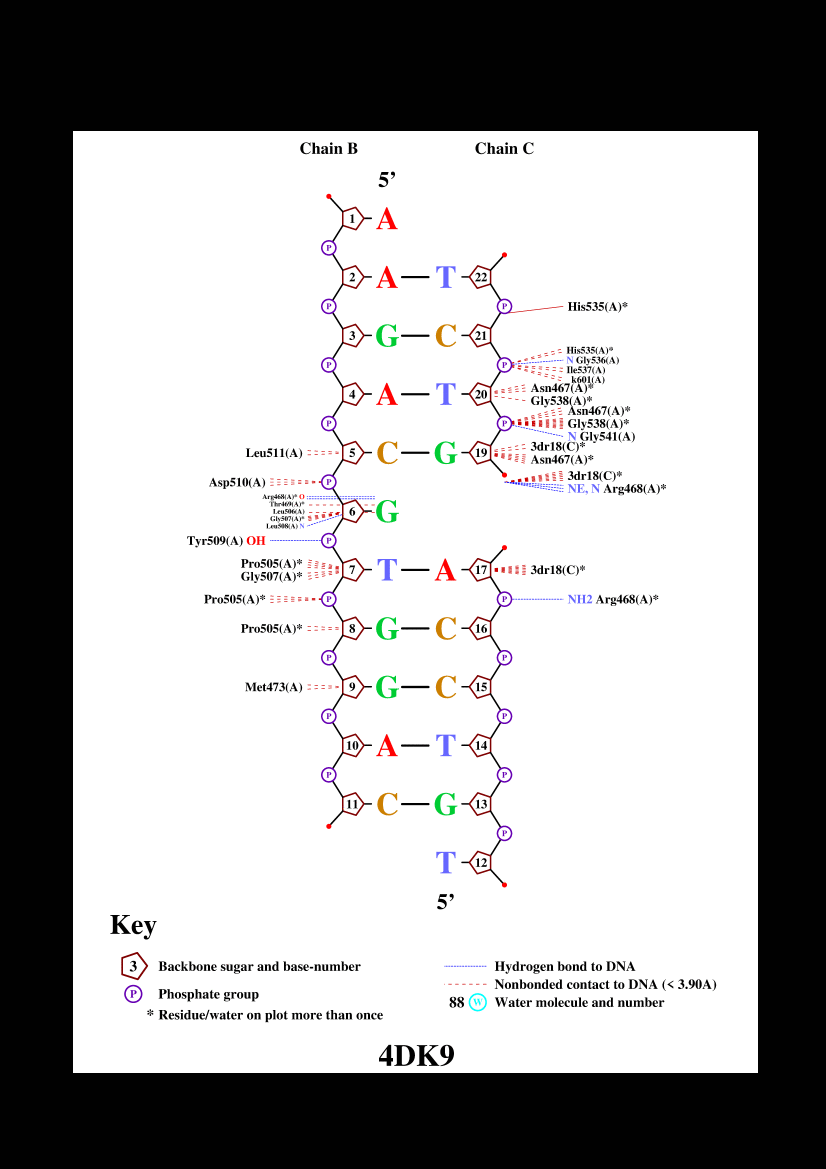 Chain B Chain C
5’
1 A
P
2 A T 22
P P His535(A)*
3 G C 21
His535(A)*
P P N Gly536(A)
Ile537(A)
k601(A)
4 A T 20 Asn467(A)*
Gly538(A)*
Asn467(A)*
P P Gly538(A)*
N Gly541(A)
Leu511(A) 5 C G 19 3dr18(C)*
Asn467(A)*
3dr18(C)*
Asp510(A) P NE, N Arg468(A)*
Arg468(A)* O
Thr469(A)*
Leu506(A) 6 G
Gly507(A)*
Leu508(A) N
Tyr509(A) OH P
Pro505(A)* 7 T A 17 3dr18(C)*
Gly507(A)*
Pro505(A)* P P NH2 Arg468(A)*
Pro505(A)* 8 G C 16
P P
Met473(A) 9 G C 15
P P
10 A T 14
P P
11 C G 13
P
T 12
5’
Key
3 Backbone sugar and base-number Hydrogen bond to DNA
Nonbonded contact to DNA (< 3.90A)
P Phosphate group 88 W Water molecule and number
* Residue/water on plot more than once
4DK9